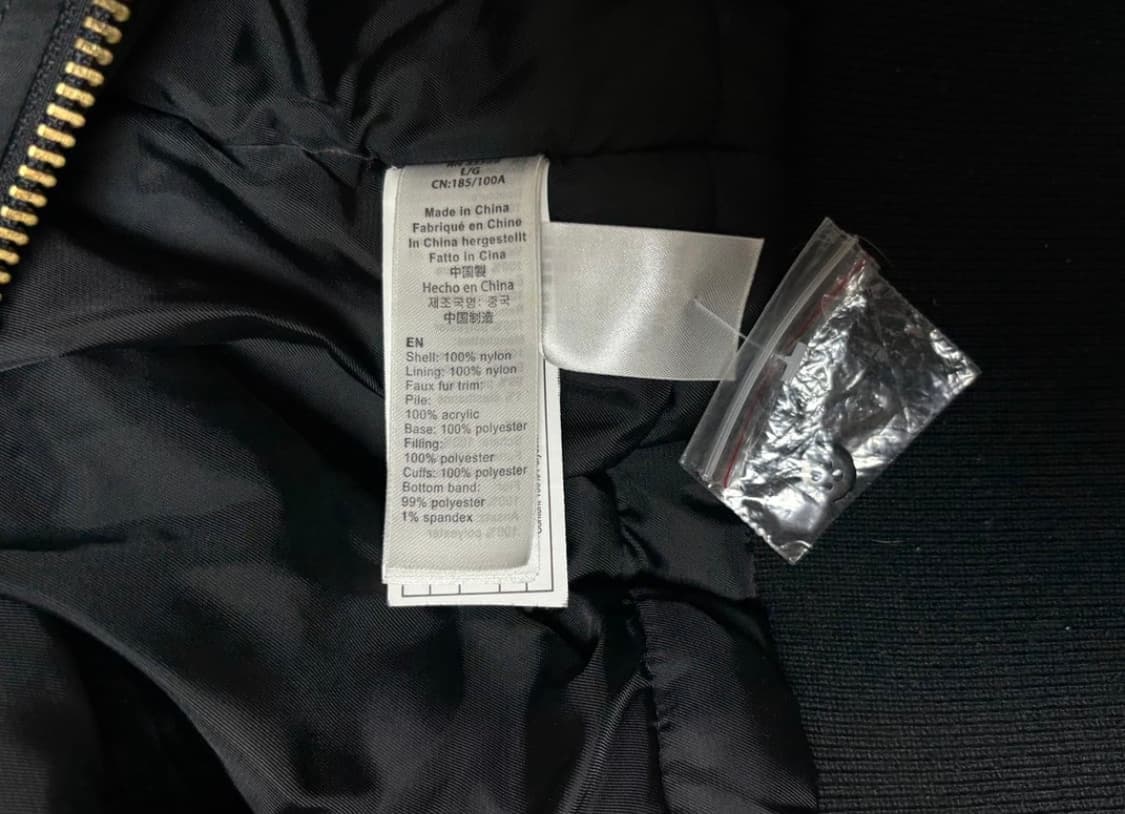 L/G
CN:185/100A
Made in China
Fabriqué en Chine
In China hergestellt
Fatto in Cina
中国製
Hecho en China
제조국명: 중국
中国制造
EN
Shell: 100% nylon
Lining: 100% nylon
Faux fur trim:
Pile:
100% acrylic
Base: 100% polyester
Filling:
100% polyester
Cuffs: 100% polyester
Bottom band:
99% polyester
1% spandex